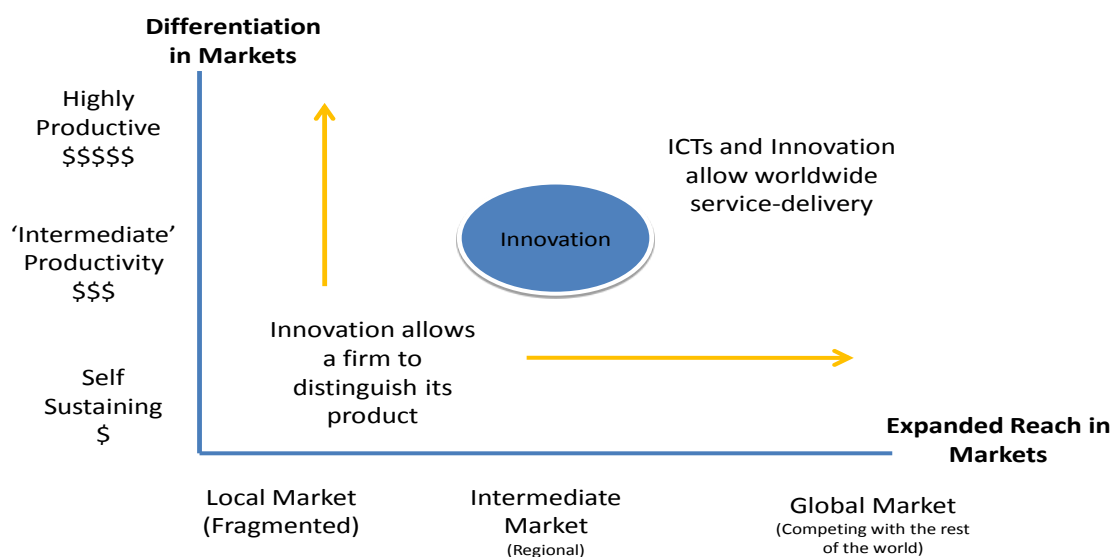 Differentiation
in Markets
Highly
Productive
$$$$$
ICTs and Innovation
allow worldwide
service-delivery
‘Intermediate’
Productivity
$$$
Innovation
Innovation allows
a firm to
distinguish its
product
Self
Sustaining
$
Expanded Reach in
Markets
Local Market
(Fragmented)
Intermediate
Market
(Regional)
Global Market
(Competing with the rest
of the world)